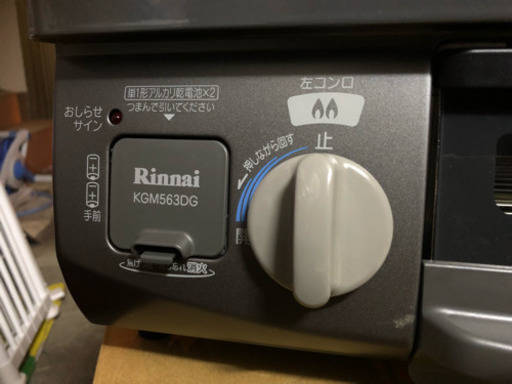 左コンロ
単1形アルカリ乾電池×2
つまんで引いてください
おしらせ
サイン
止
押しながら回す
Rinnai
KGM563DG
手前
消火